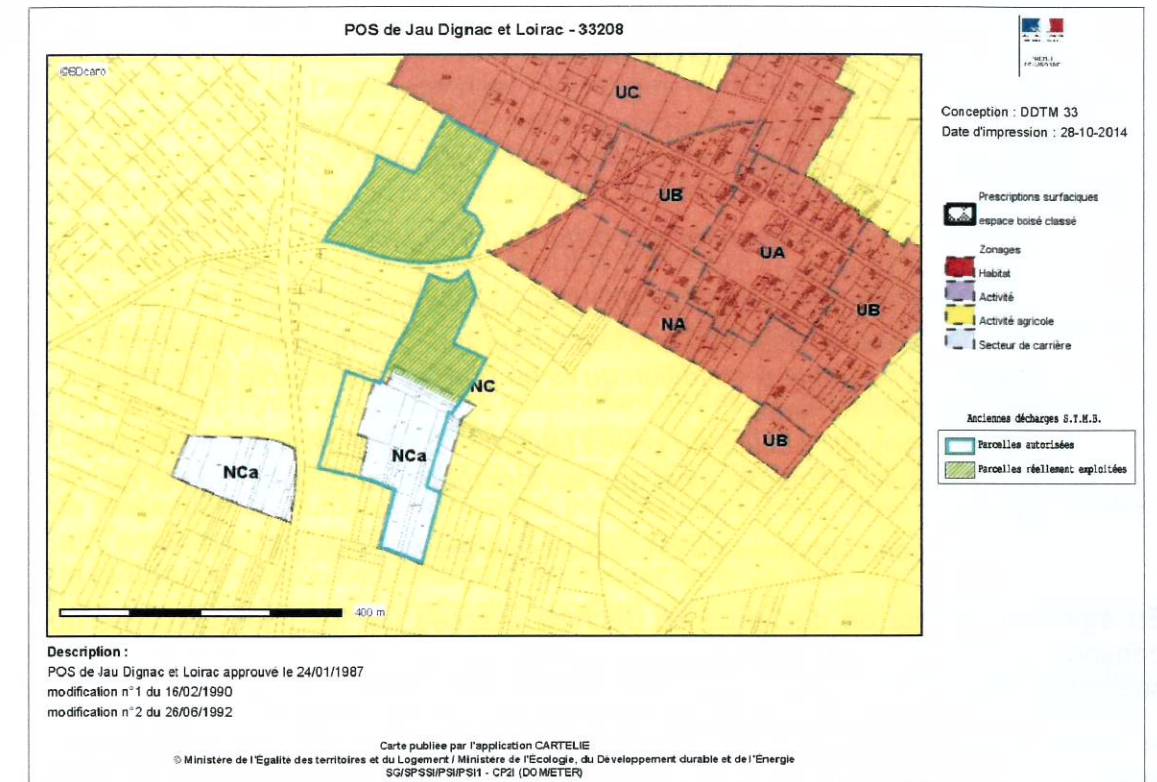 POS de Jau Dignac et Loirac - 33208
©BDcarto
UC
UB
UA
UB
NA
NC
UB
NCa
NCa
400 m
Conception : DDTM 33
Date d'impression : 28-10-2014
Prescriptions surfaciques
espace boisé classé
Zonages
Habitat
Activité
Activité agricole
Secteur de carrière
Anciennes décharges S.T.M.B.
Parcelles autorisées
Parcelles réellement exploitées
Description :
POS de Jau Dignac et Loirac approuvé le 24/01/1987
modification n°1 du 16/02/1990
modification n°2 du 26/06/1992
Carte publiée par l'application CARTELIE
© Ministère de l'Égalité des territoires et du Logement / Ministère de l'Écologie, du Développement durable et de l'Énergie
SG/SPSSI/PSI/PSI1 - CP2I (DOM/ETER)